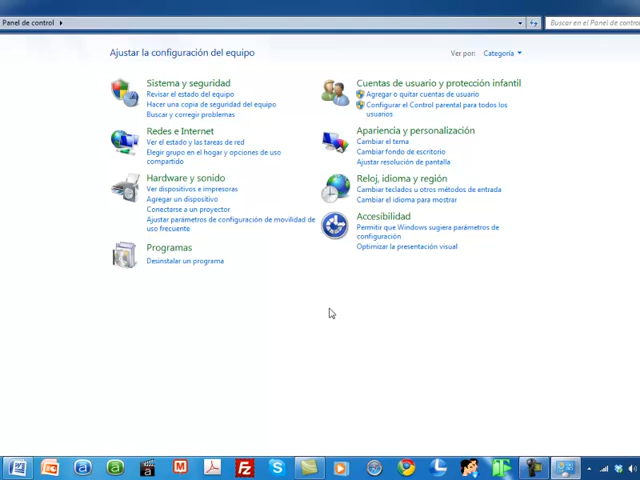 Panel de control
Buscar en el Panel de contro
Ajustar la configuración del equipo
Ver por: Categoría
Sistema y seguridad
Revisar el estado del equipo
Hacer una copia de seguridad del equipo
Buscar y corregir problemas
Redes e Internet
Ver el estado y las tareas de red
Elegir grupo en el hogar y opciones de uso
compartido
Hardware y sonido
Ver dispositivos e impresoras
Agregar un dispositivo
Conectarse a un proyector
Ajustar parámetros de configuración de movilidad de
uso frecuente
Programas
Desinstalar un programa
Cuentas de usuario y protección infantil
Agregar o quitar cuentas de usuario
Configurar el Control parental para todos los
usuarios
Apariencia y personalización
Cambiar el tema
Cambiar fondo de escritorio
Ajustar resolución de pantalla
Reloj, idioma y región
Cambiar teclados u otros métodos de entrada
Cambiar el idioma para mostrar
Accesibilidad
Permitir que Windows sugiera parámetros de
configuración
Optimizar la presentación visual